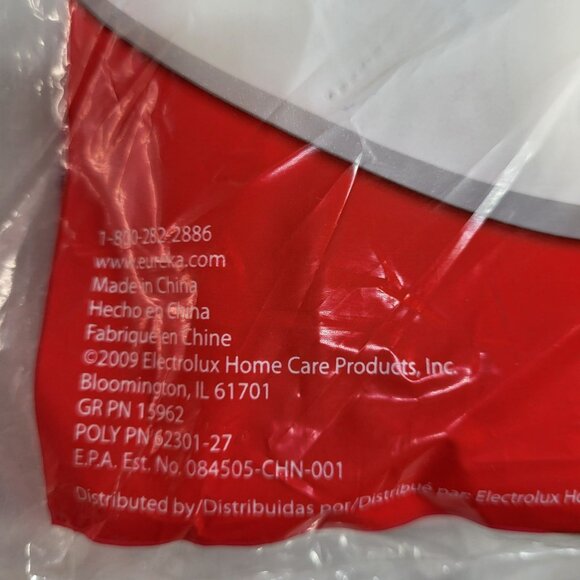 1-800-282-2886
www.eureka.com
Made in China
Hecho en China
Fabriqué en Chine
©2009 Electrolux Home Care Products, Inc.
Bloomington, IL 61701
GR PN 15962
POLY PN 62301-27
E.P.A. Est. No. 084505-CHN-001
Distributed by/Distribuidas por/Distribué par: Electrolux Ho